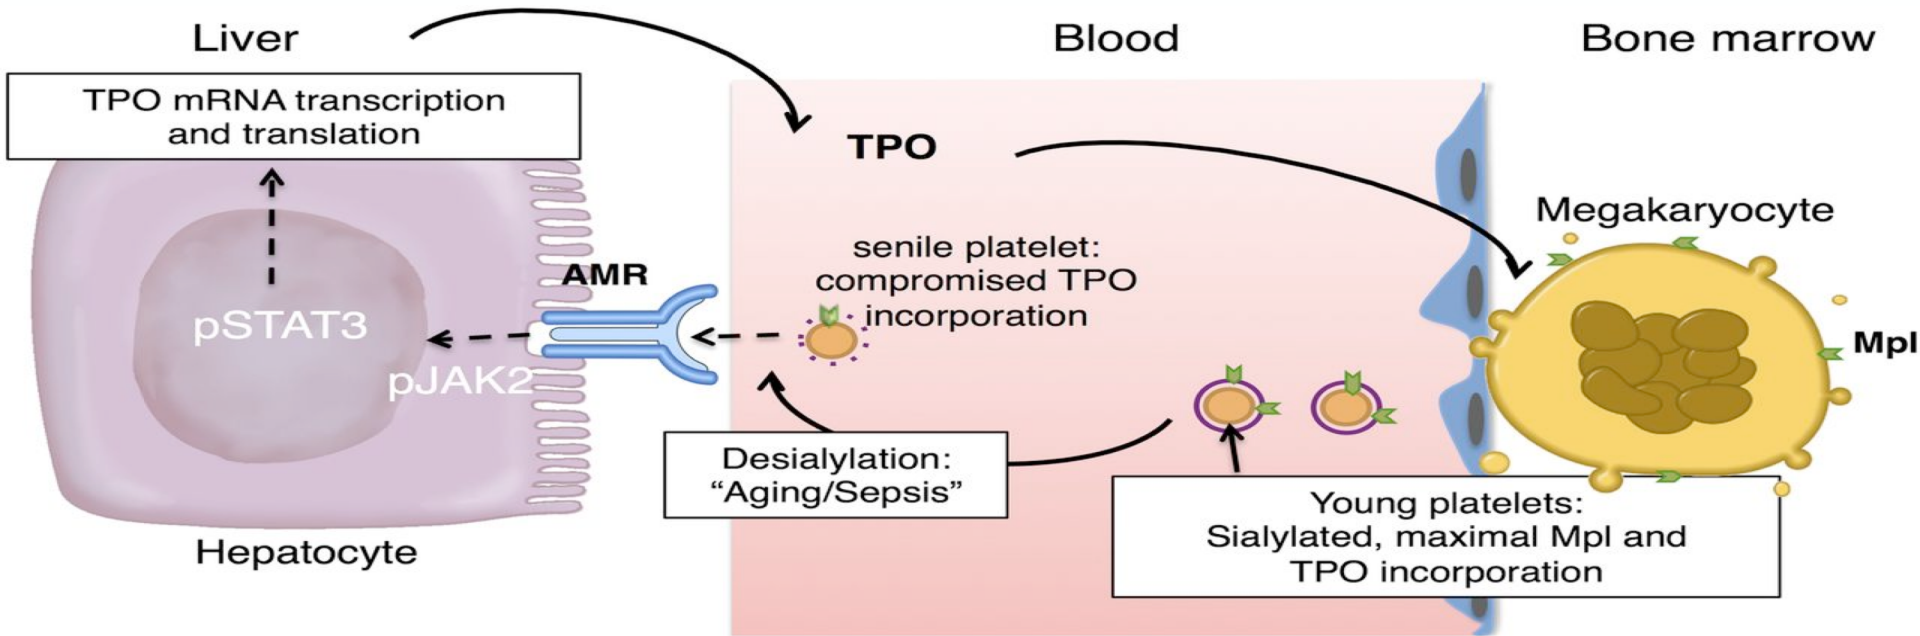 Liver
Blood
Bone marrow
TPO mRNA transcription
and translation
TPO
Megakaryocyte
senile platelet:
compromised TPO
incorporation
AMR
pSTAT3
pJAK2
Mpl
Desialylation:
“Aging/Sepsis”
Young platelets:
Sialylated, maximal Mpl and
TPO incorporation
Hepatocyte